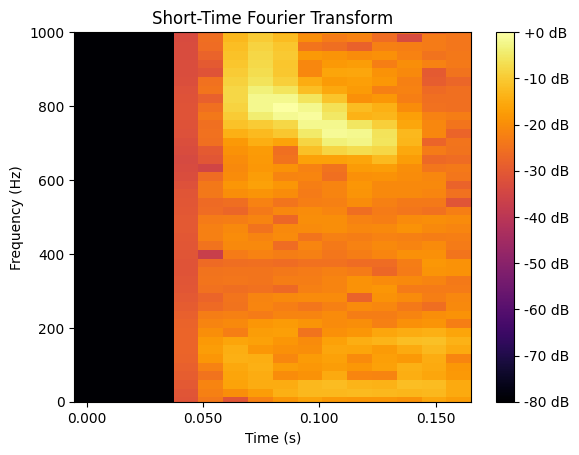 Short-Time Fourier Transform
1000
800
600
400
200
0
Frequency (Hz)
0.000
0.050
0.100
0.150
Time (s)
+0 dB
-10 dB
-20 dB
-30 dB
-40 dB
-50 dB
-60 dB
-70 dB
-80 dB